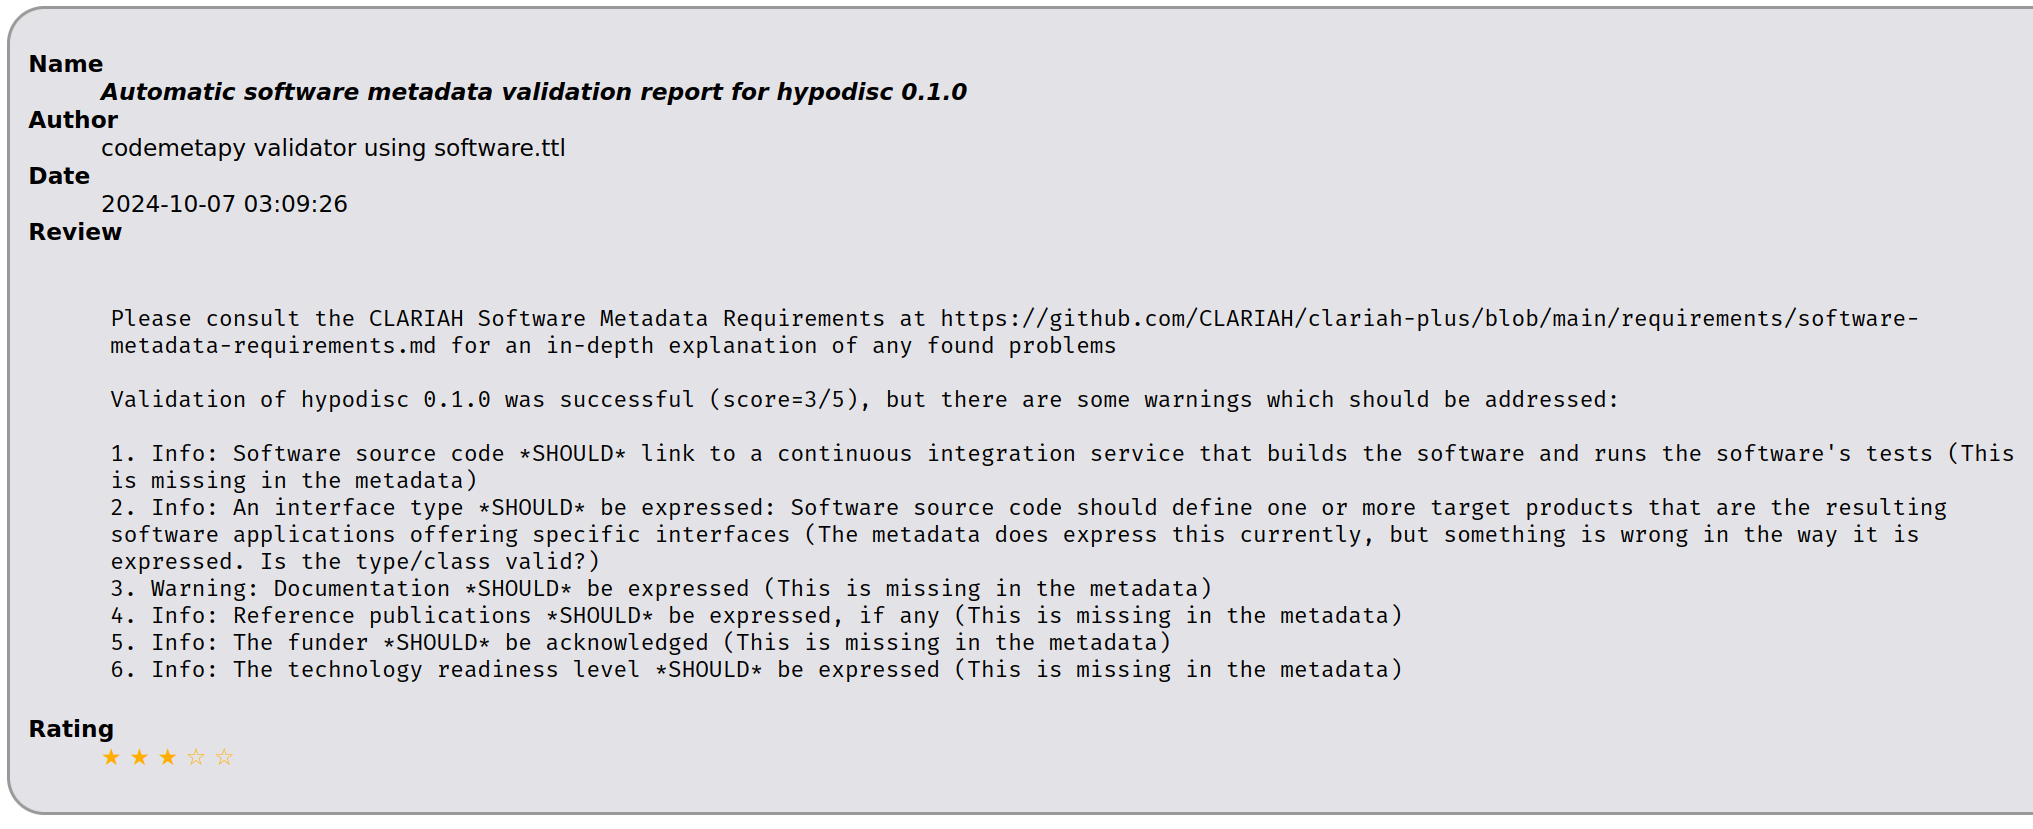 Name
Automatic software metadata validation report for hypodisc 0.1.0
Author
codemetapy validator using software.ttl
Date
2024-10-07 03:09:26
Review
Please consult the CLARIAH Software Metadata Requirements at https://github.com/CLARIAH/clariah-plus/blob/main/requirements/software-
metadata-requirements.md for an in-depth explanation of any found problems
Validation of hypodisc 0.1.0 was successful (score=3/5), but there are some warnings which should be addressed:
1. Info: Software source code *SHOULD* link to a continuous integration service that builds the software and runs the software's tests (This
is missing in the metadata)
2. Info: An interface type *SHOULD* be expressed: Software source code should define one or more target products that are the resulting
software applications offering specific interfaces (The metadata does express this currently, but something is wrong in the way it is
expressed. Is the type/class valid?)
3. Warning: Documentation *SHOULD* be expressed (This is missing in the metadata)
4. Info: Reference publications *SHOULD* be expressed, if any (This is missing in the metadata)
5. Info: The funder *SHOULD* be acknowledged (This is missing in the metadata)
6. Info: The technology readiness level *SHOULD* be expressed (This is missing in the metadata)
Rating
★ ★ ★ ☆ ☆